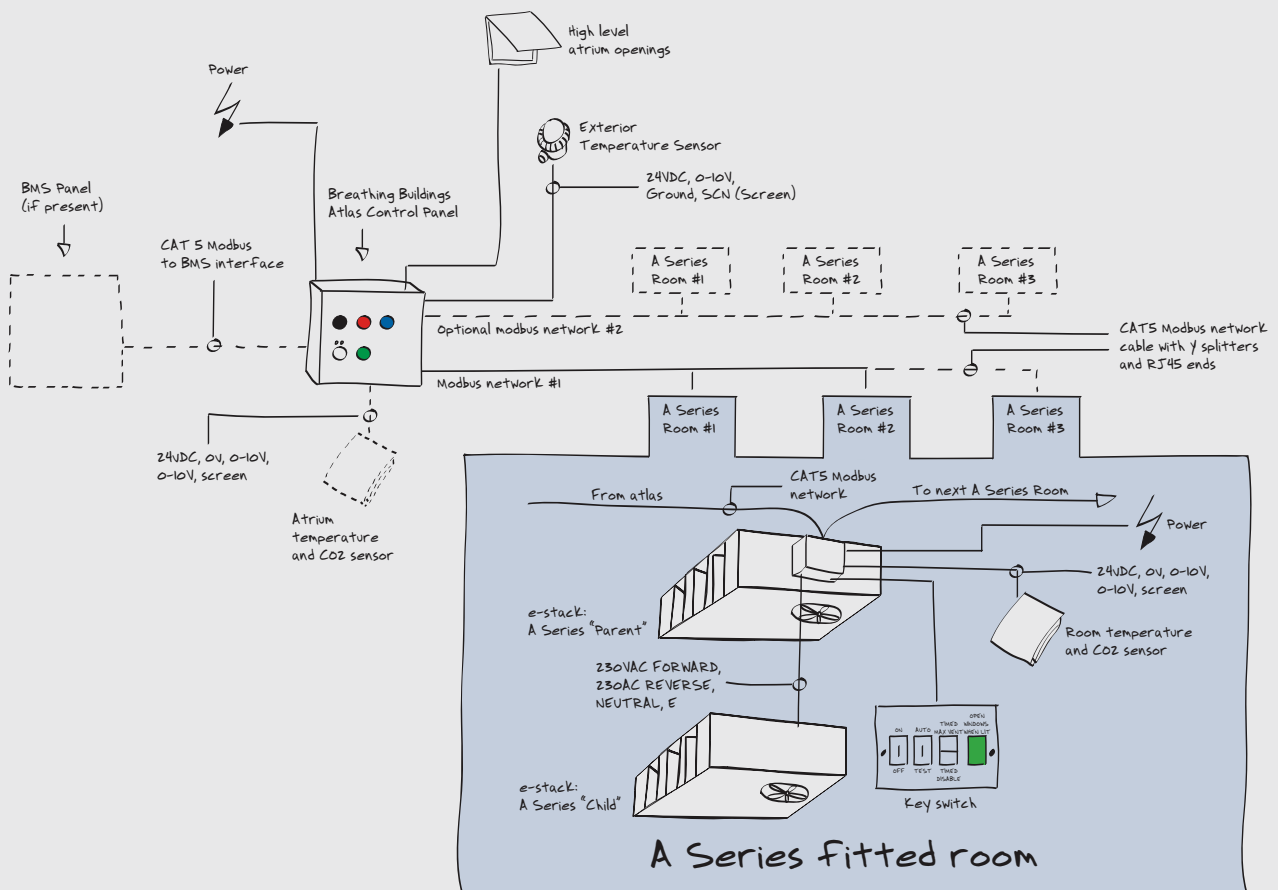 High level
atrium openings
Power
Exterior
Temperature Sensor
24VDC, 0-10V,
Ground, SCN (Screen)
BMS Panel
(if present)
Breathing Buildings
Atlas Control Panel
CAT 5 Modbus
to BMS interface
A Series
Room #1
A Series
Room #2
A Series
Room #3
Optional modbus network #2
CAT5 Modbus network
cable with Y splitters
and RJ45 ends
Modbus network #1
A Series
Room #1
A Series
Room #2
A Series
Room #3
24VDC, 0V, 0-10V,
0-10V, screen
Atrium
temperature
and CO2 sensor
From atlas
CAT5 Modbus
network
To next A Series Room
Power
24VDC, 0V, 0-10V,
0-10V, screen
e-stack:
A Series "Parent"
Room temperature
and CO2 sensor
230VAC FORWARD,
230AC REVERSE,
NEUTRAL, E
ON
OFF
AUTO
TEST
TIMED
MAX VENT
TIMED
DISABLE
OPEN
WINDOWS
WHEN LIT
Key switch
e-stack:
A Series "Child"
A Series fitted room